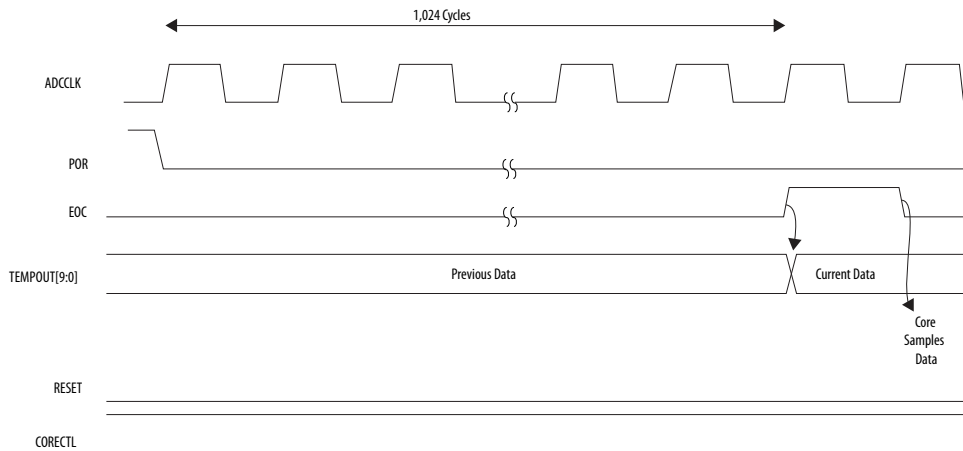 1,024 Cycles
ADCCLK
POR
EOC
TEMPOUT[9:0]
Previous Data
Current Data
Core
Samples
Data
RESET
CORECTL